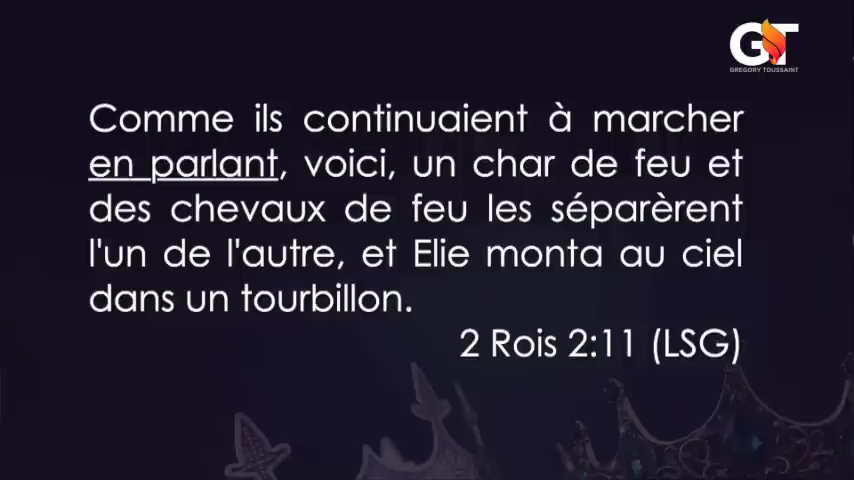 GT
GREGORY TOUSSAINT
Comme ils continuaient à marcher
en parlant, voici, un char de feu et
des chevaux de feu les séparèrent
l'un de l'autre, et Elie monta au ciel
dans un tourbillon.
2 Rois 2:11 (LSG)